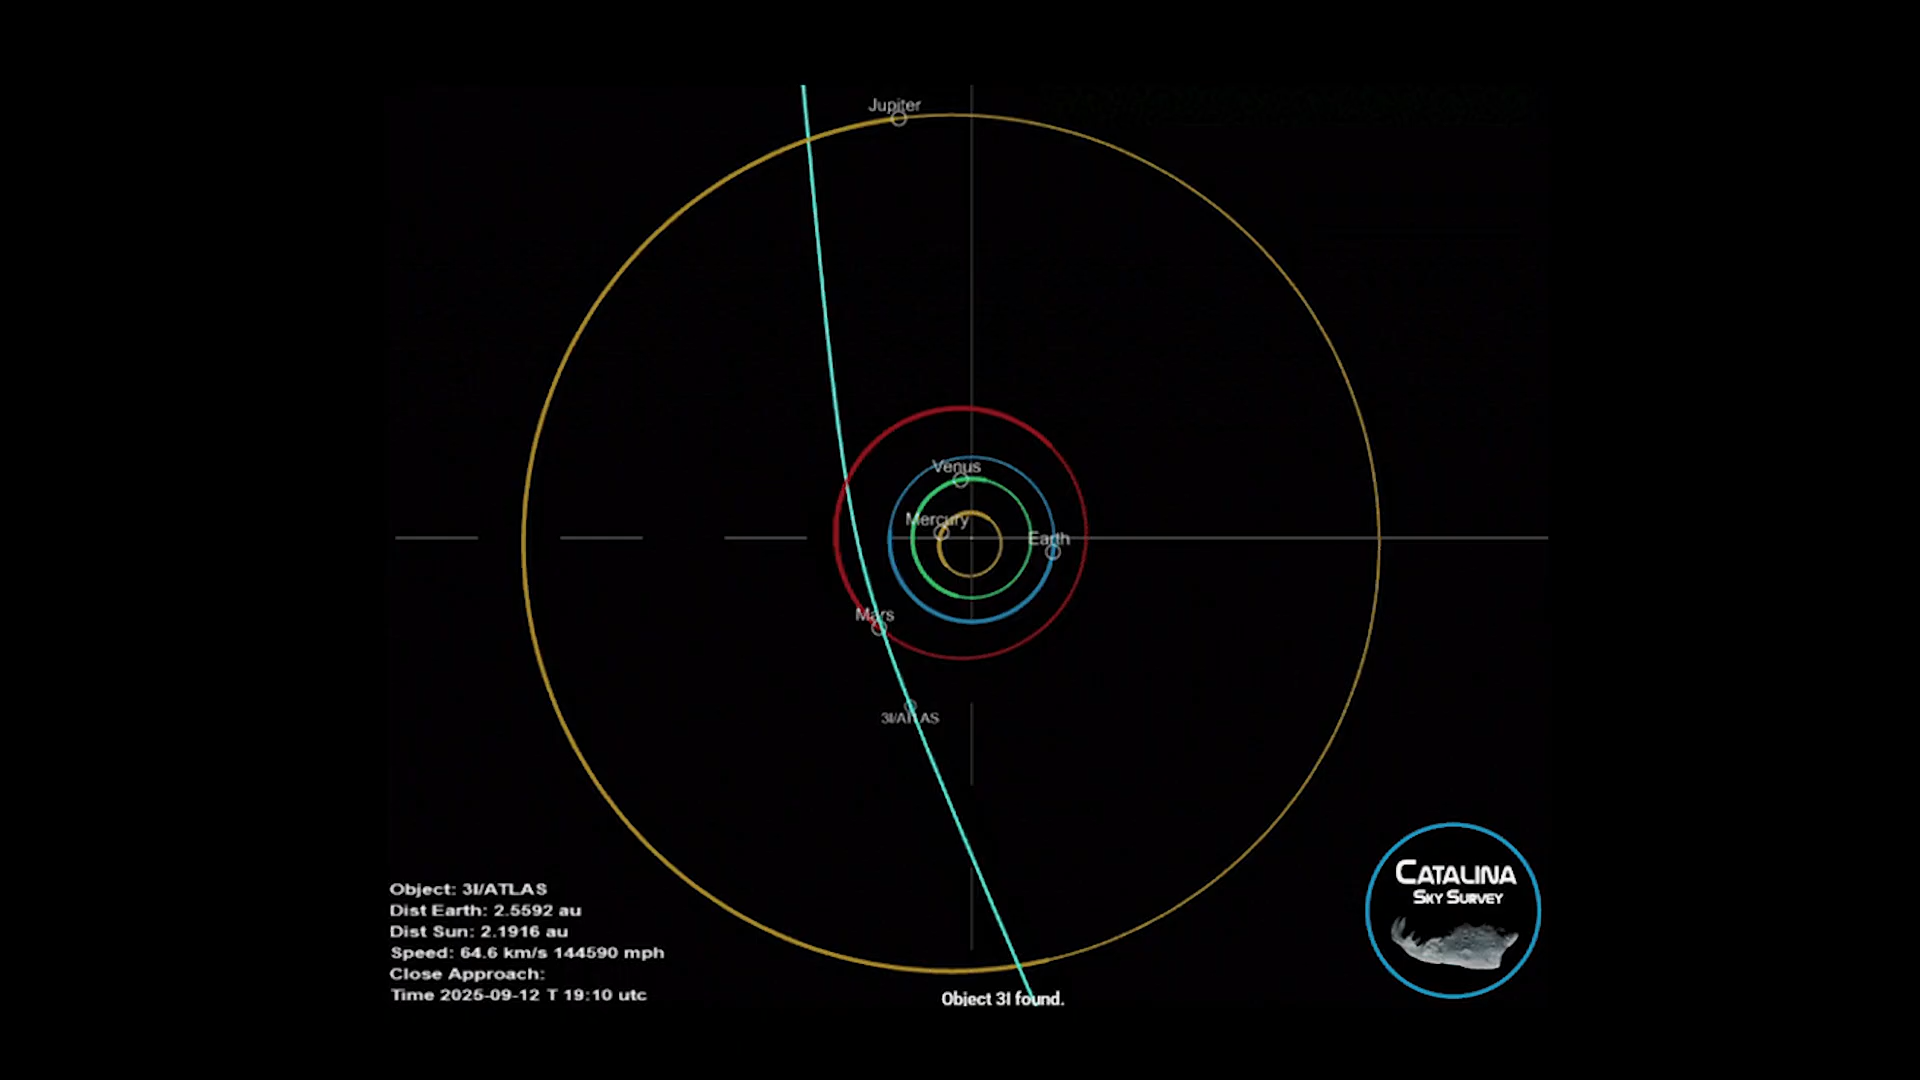 Jupiter
Venus
Mercury
Earth
Mars
3I/ATLAS
Object: 3I/ATLAS
Dist Earth: 2.5592 au
Dist Sun: 2.1916 au
Speed: 64.6 km/s 144590 mph
Close Approach:
Time 2025-09-12 T 19:10 utc
Object 3I found.
CATALINA
SKY SURVEY